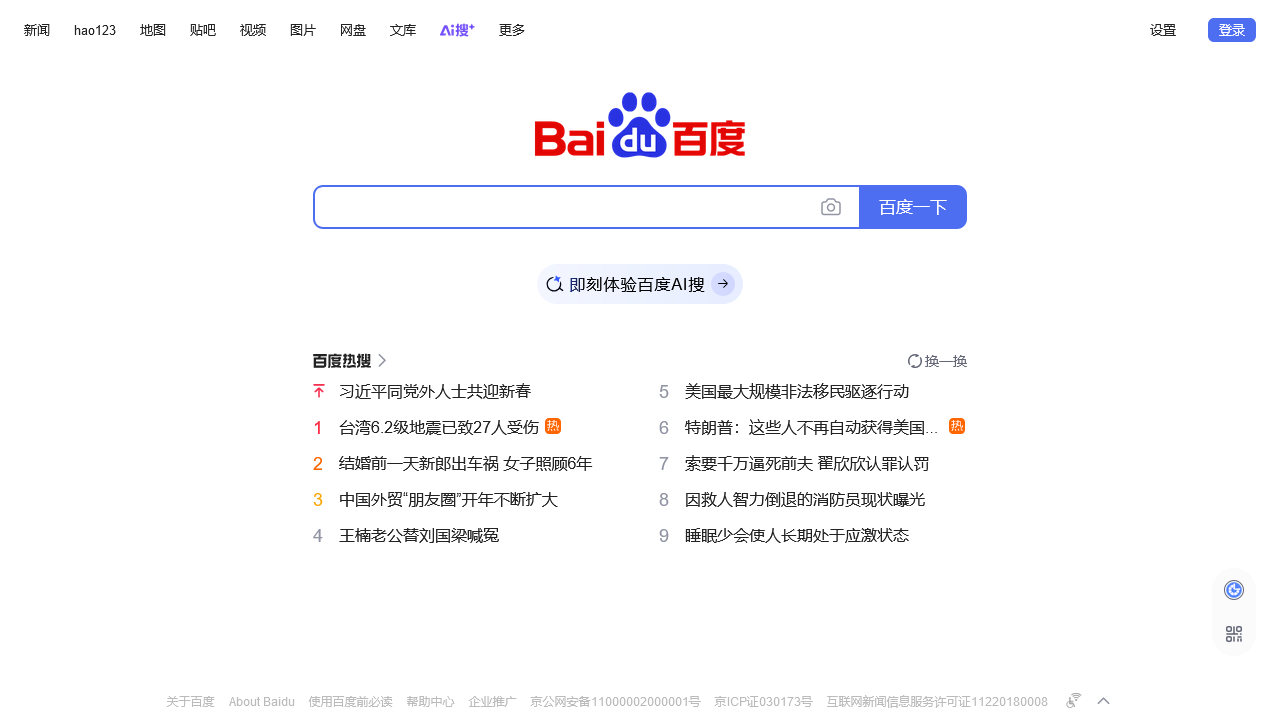 新闻 hao123 地图 贴吧 视频 图片 网盘 文库 Ai搜+ 更多 设置 登录
Bai du 百度
百度一下
即刻体验百度AI搜
百度热搜 换一换
习近平同党外人士共迎新春
1 台湾6.2级地震已致27人受伤 热
2 结婚前一天新郎出车祸 女子照顾6年
3 中国外贸“朋友圈”开年不断扩大
4 王楠老公替刘国梁喊冤
5 美国最大规模非法移民驱逐行动
6 特朗普：这些人不再自动获得美国... 热
7 索要千万逼死前夫 翟欣欣认罪认罚
8 因救人智力倒退的消防员现状曝光
9 睡眠少会使人长期处于应激状态
关于百度 About Baidu 使用百度前必读 帮助中心 企业推广 京公网安备11000002000001号 京ICP证030173号 互联网新闻信息服务许可证11220180008